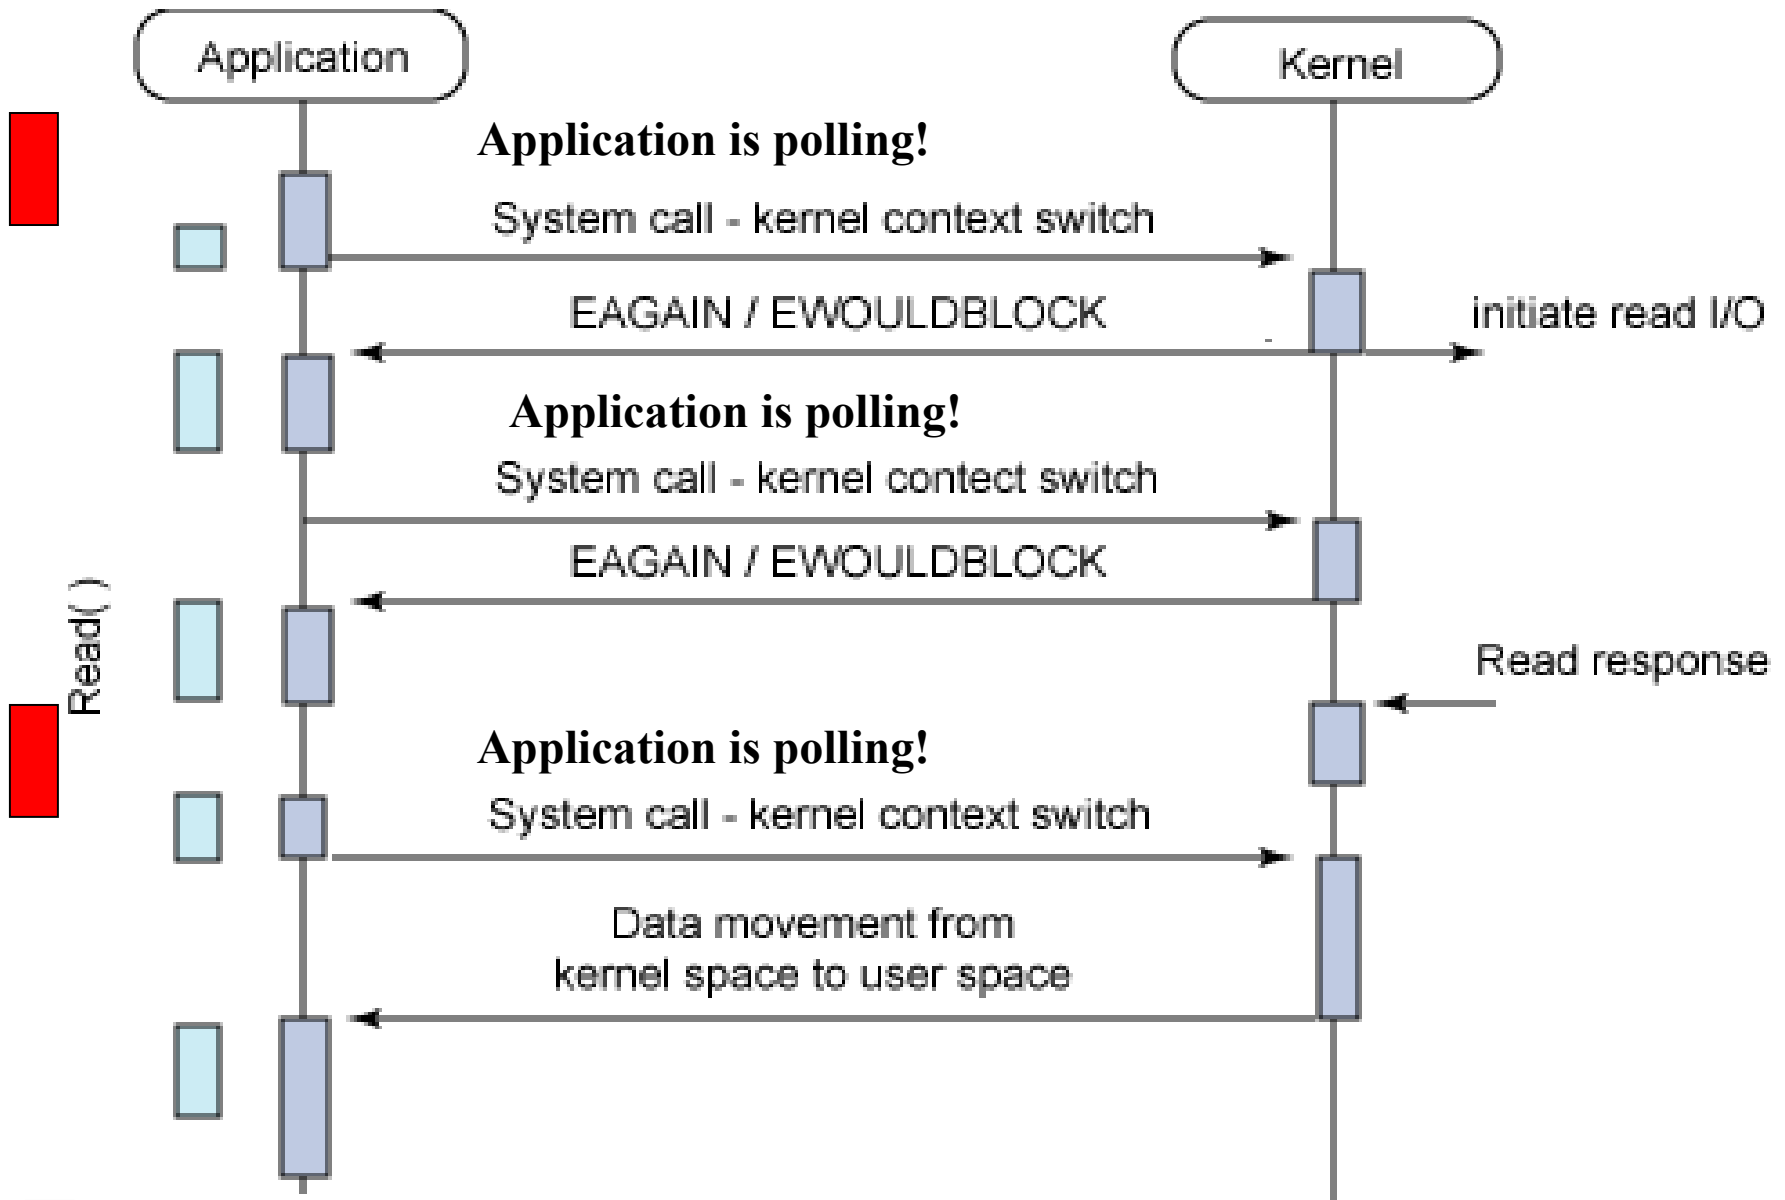 Application
Kernel
Application is polling!
System call - kernel context switch
EAGAIN / EWOULDBLOCK
initiate read I/O
Application is polling!
System call - kernel contect switch
EAGAIN / EWOULDBLOCK
Read( )
Read response
Application is polling!
System call - kernel context switch
Data movement from
kernel space to user space